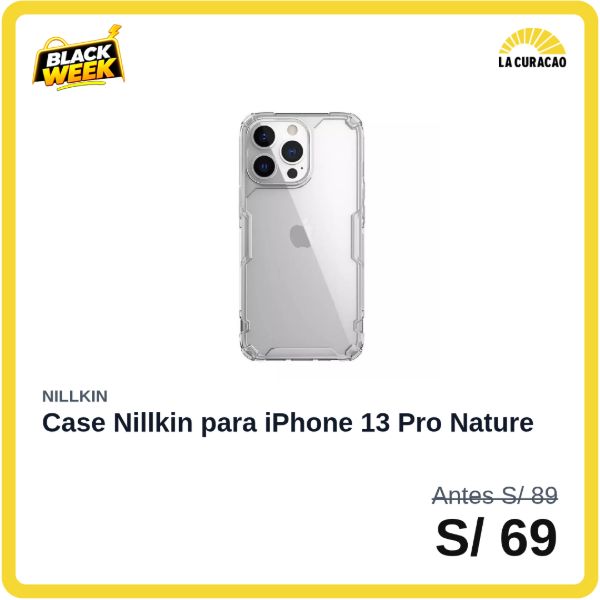 BLACK
WEEK
LA CURACAO
NILLKIN
Case Nillkin para iPhone 13 Pro Nature
Antes S/ 89
S/ 69